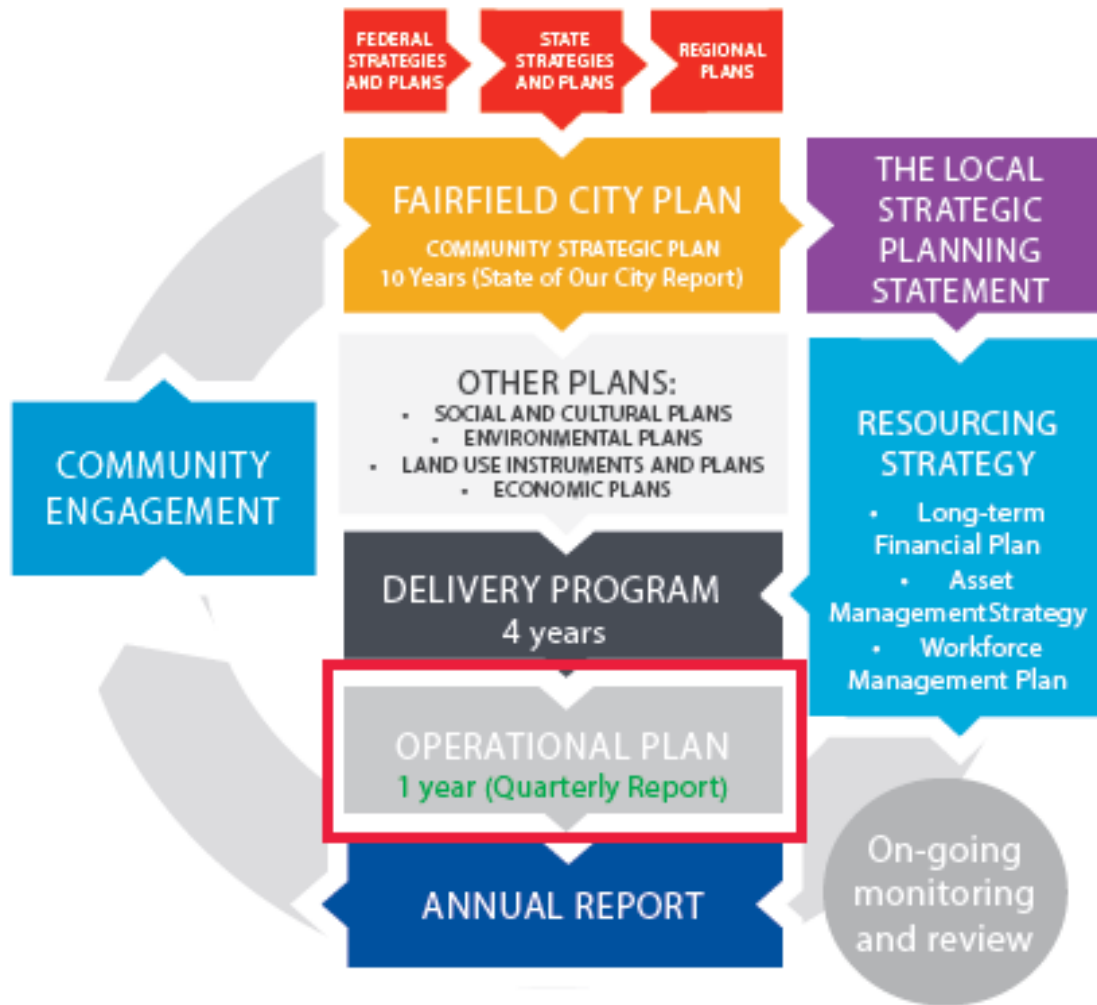 FEDERAL
STRATEGIES
AND PLANS
STATE
STRATEGIES
AND PLANS
REGIONAL
PLANS
FAIRFIELD CITY PLAN
COMMUNITY STRATEGIC PLAN
10 Years (State of Our City Report)
THE LOCAL
STRATEGIC
PLANNING
STATEMENT
OTHER PLANS:
• SOCIAL AND CULTURAL PLANS
• ENVIRONMENTAL PLANS
• LAND USE INSTRUMENTS AND PLANS
• ECONOMIC PLANS
COMMUNITY
ENGAGEMENT
RESOURCING
STRATEGY
• Long-term
Financial Plan
• Asset
Management Strategy
• Workforce
Management Plan
DELIVERY PROGRAM
4 years
OPERATIONAL PLAN
1 year (Quarterly Report)
ANNUAL REPORT
On-going
monitoring
and review